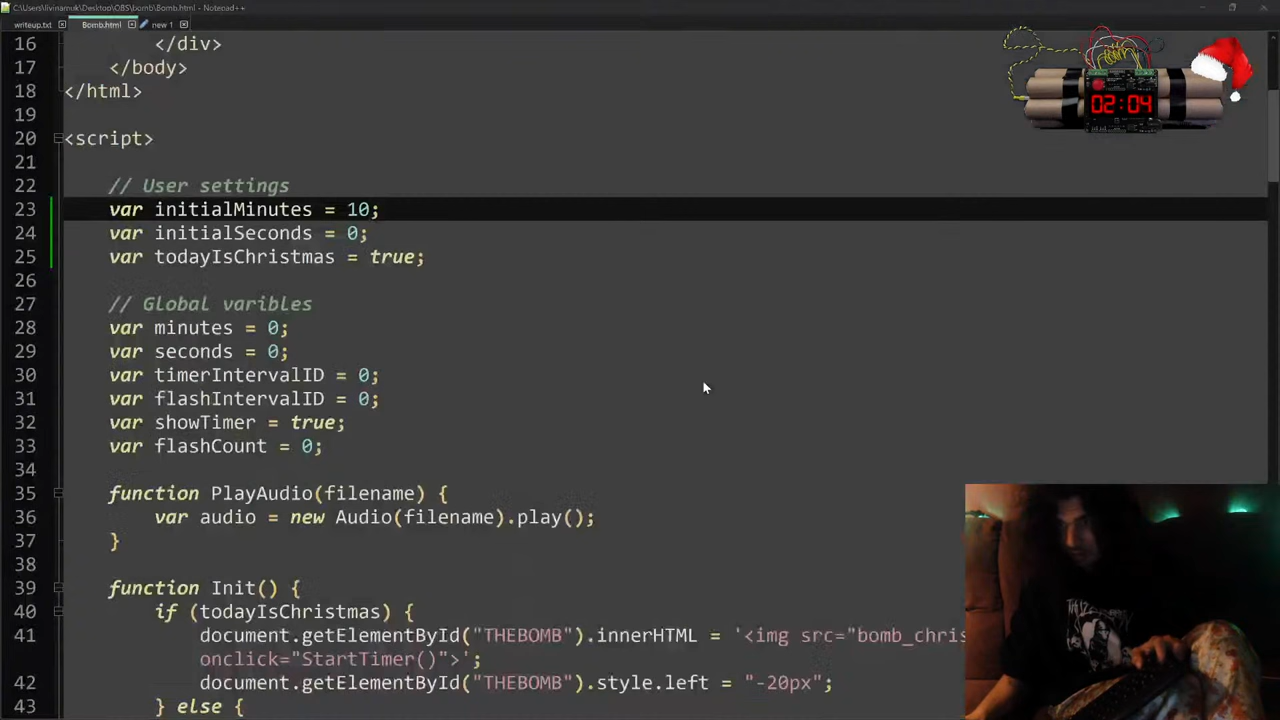 C:\Users\livinamuk\Desktop\OBS\bomb\Bomb.html - Notepad++
writeup.txt Bomb.html new 1
02:04
16 </div>
17 </body>
18 </html>
19
20 <script>
21
22 // User settings
23 var initialMinutes = 10;
24 var initialSeconds = 0;
25 var todayIsChristmas = true;
26
27 // Global varibles
28 var minutes = 0;
29 var seconds = 0;
30 var timerIntervalID = 0;
31 var flashIntervalID = 0;
32 var showTimer = true;
33 var flashCount = 0;
34
35 function PlayAudio(filename) {
36 var audio = new Audio(filename).play();
37 }
38
39 function Init() {
40 if (todayIsChristmas) {
41 document.getElementById("THEBOMB").innerHTML = '<img src="bomb_chris
onclick="StartTimer()">';
42 document.getElementById("THEBOMB").style.left = "-20px";
43 } else {